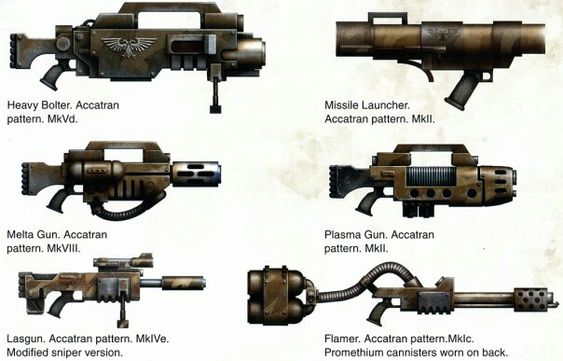 Heavy Bolter. Accatran
pattern. MkVd.
Missile Launcher.
Accatran pattern. MkII.
Melta Gun. Accatran
pattern. MkVIII.
Plasma Gun. Accatran
pattern. MkII.
Lasgun. Accatran pattern. MkIVe.
Modified sniper version.
Flamer. Accatran pattern.MkIc.
Promethium cannisters worn on back.